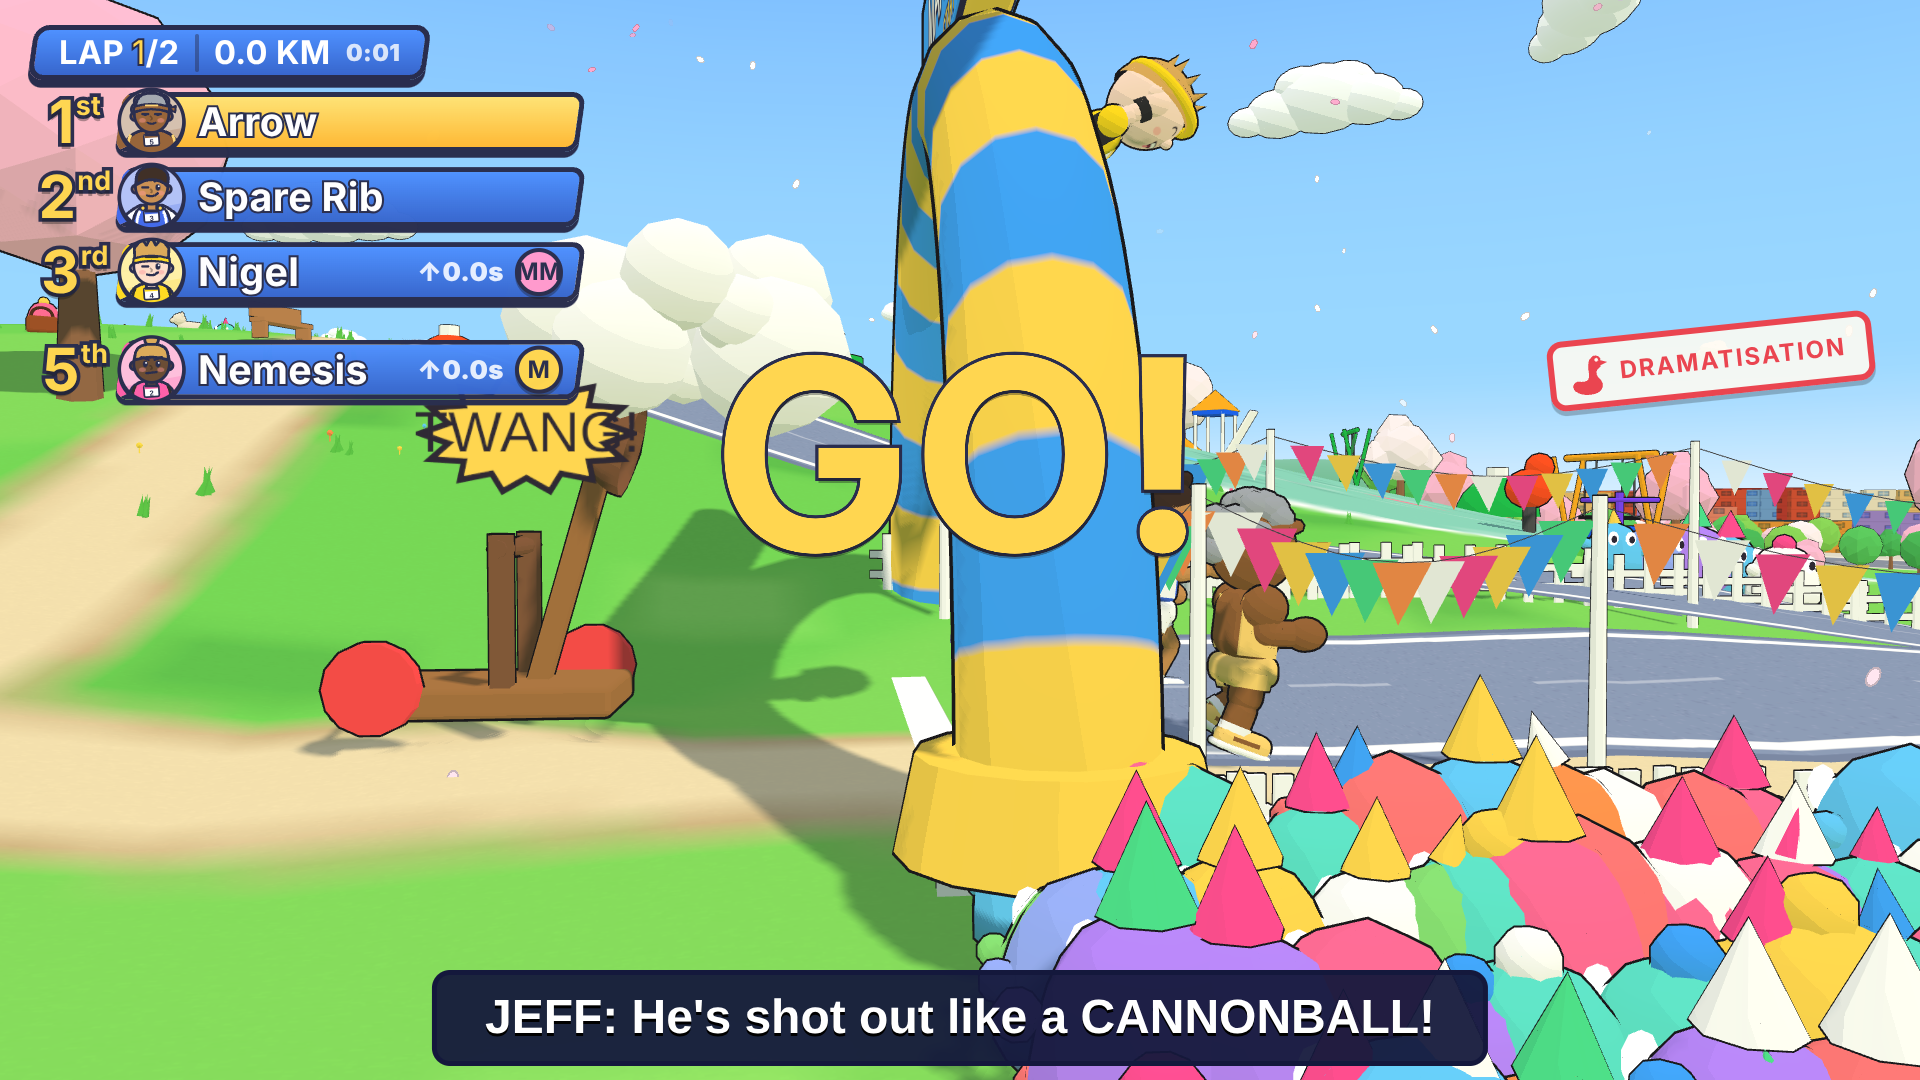 LAP 1/2 0.0 KM 0:01
1st Arrow
2nd Spare Rib
3rd Nigel ↑0.0s MM
5th Nemesis ↑0.0s M
TWANG!
GO!
DRAMATISATION
JEFF: He's shot out like a CANNONBALL!